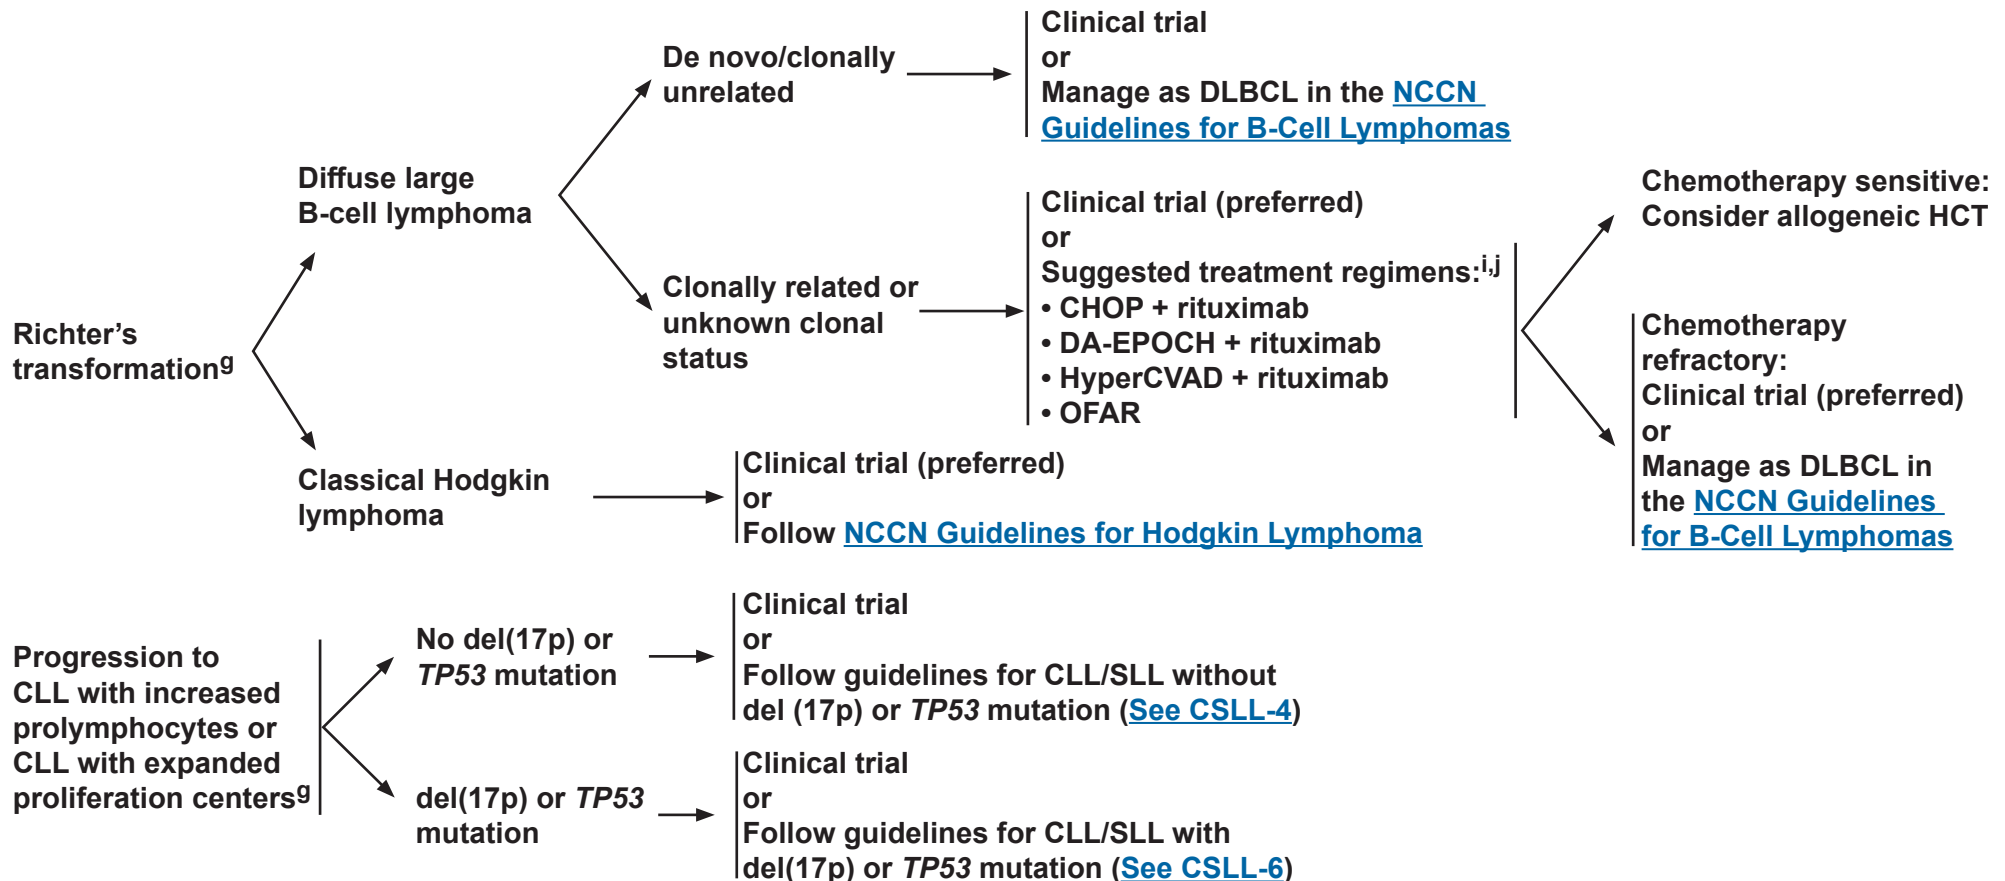 Richter’s
transformationg
Diffuse large
B-cell lymphoma
De novo/clonally
unrelated
Clinical trial
or
Manage as DLBCL in the NCCN
Guidelines for B-Cell Lymphomas
Clonally related or
unknown clonal
status
Clinical trial (preferred)
or
Suggested treatment regimens:i,j
• CHOP + rituximab
• DA-EPOCH + rituximab
• HyperCVAD + rituximab
• OFAR
Chemotherapy sensitive:
Consider allogeneic HCT
Chemotherapy
refractory:
Clinical trial (preferred)
or
Manage as DLBCL in
the NCCN Guidelines
for B-Cell Lymphomas
Classical Hodgkin
lymphoma
Clinical trial (preferred)
or
Follow NCCN Guidelines for Hodgkin Lymphoma
Progression to
CLL with increased
prolymphocytes or
CLL with expanded
proliferation centersg
No del(17p) or
TP53 mutation
Clinical trial
or
Follow guidelines for CLL/SLL without
del (17p) or TP53 mutation (See CSLL-4)
del(17p) or TP53
mutation
Clinical trial
or
Follow guidelines for CLL/SLL with
del(17p) or TP53 mutation (See CSLL-6)